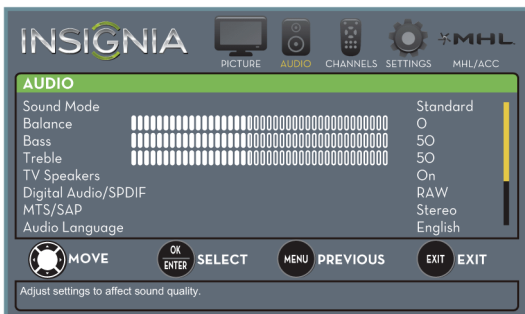 INSIGNIA
PICTURE AUDIO CHANNELS SETTINGS MHL/ACC
MHL
AUDIO
Sound Mode Standard
Balance 0
Bass 50
Treble 50
TV Speakers On
Digital Audio/SPDIF RAW
MTS/SAP Stereo
Audio Language English
MOVE OK ENTER SELECT MENU PREVIOUS EXIT EXIT
Adjust settings to affect sound quality.